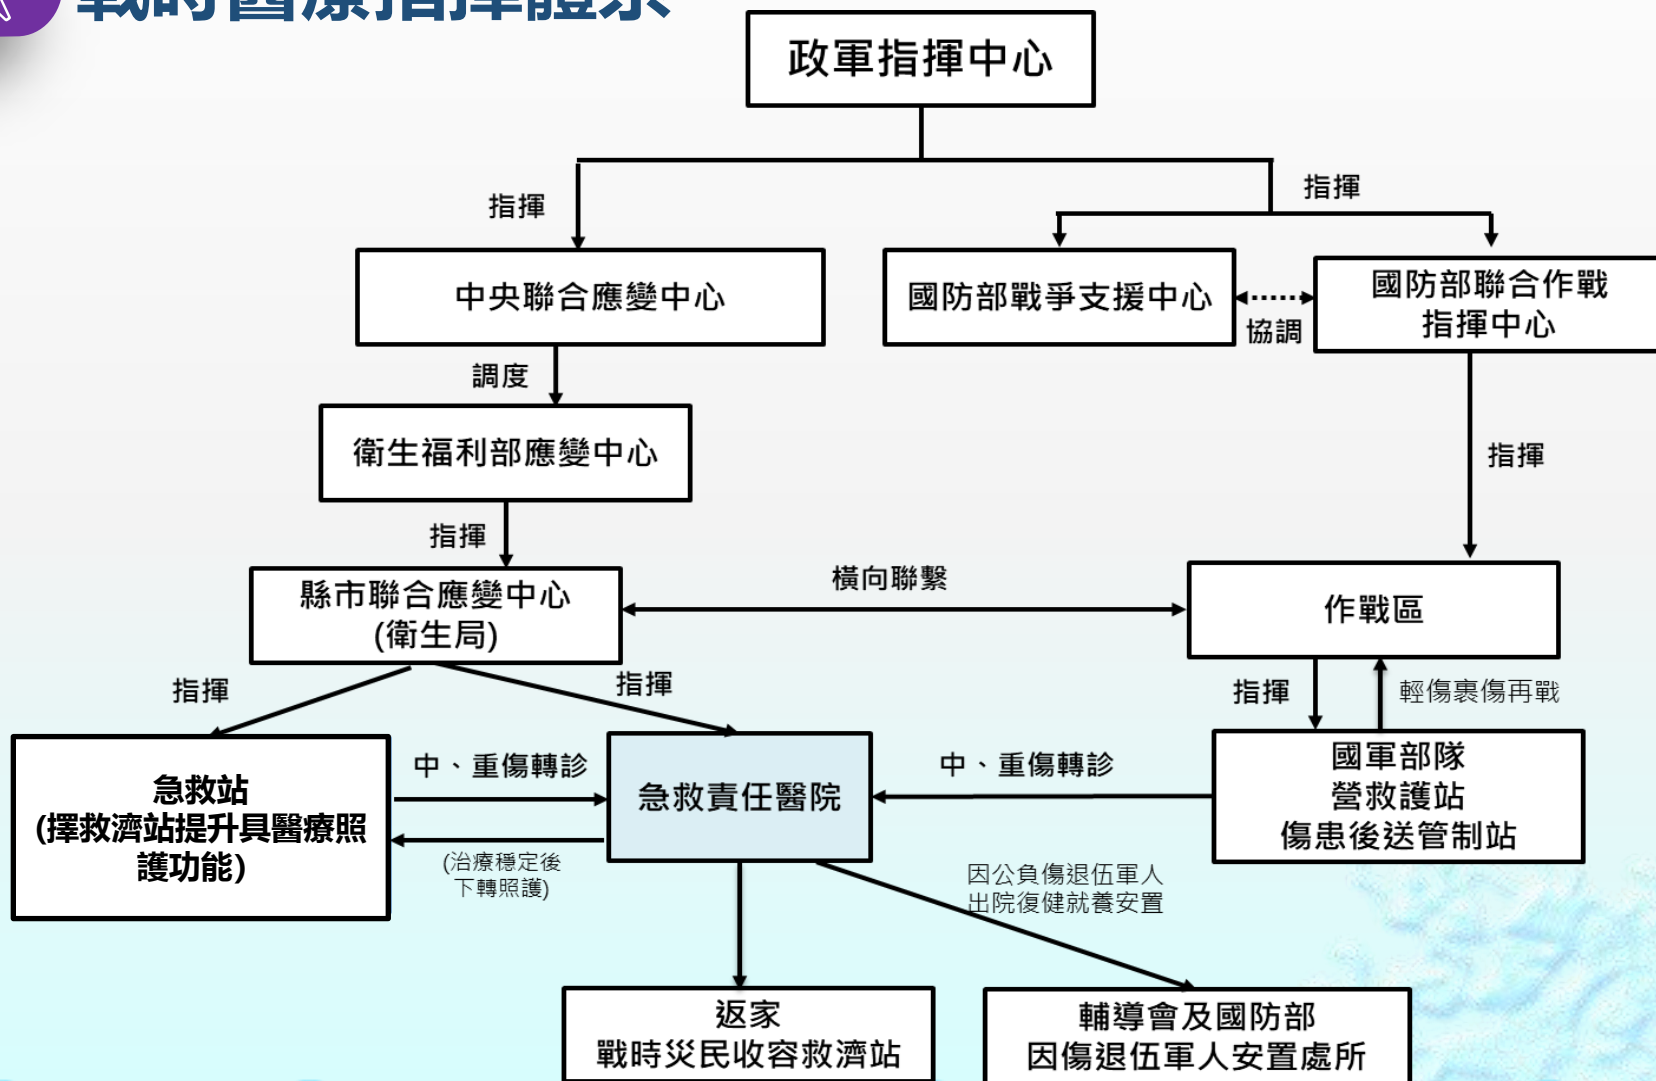 戰時醫療指揮體系
政軍指揮中心
指揮
指揮
中央聯合應變中心
國防部戰爭支援中心
協調
國防部聯合作戰
指揮中心
調度
衛生福利部應變中心
指揮
指揮
縣市聯合應變中心
(衛生局)
橫向聯繫
作戰區
指揮
指揮
指揮
輕傷裹傷再戰
急救站
(擇救濟站提升具醫療照
護功能)
中、重傷轉診
(治療穩定後
下轉照護)
急救責任醫院
中、重傷轉診
國軍部隊
營救護站
傷患後送管制站
因公負傷退伍軍人
出院復健就養安置
返家
戰時災民收容救濟站
輔導會及國防部
因傷退伍軍人安置處所